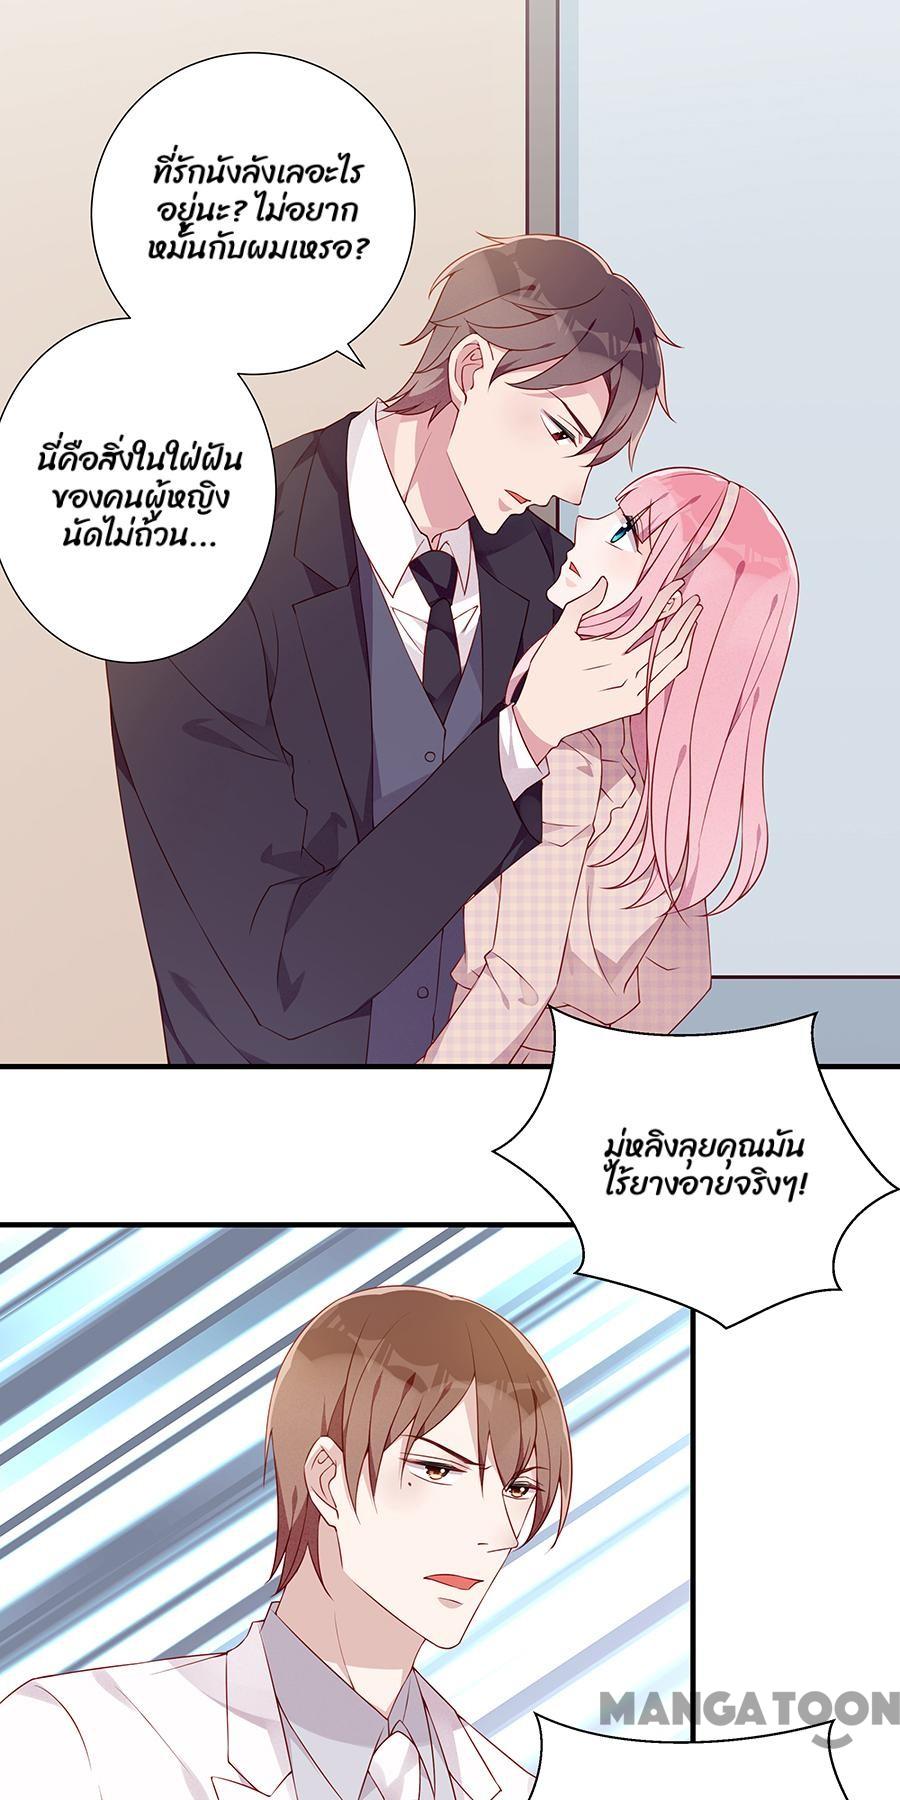 ที่รักนังลังเลอะไร
อยู่นะ? ไม่อยาก
หมั้นกับผมเหรอ?
นี่คือสิ่งในใฝ่ฝัน
ของคนผู้หญิง
นัดไม่ถ้วน...
มู่หลิงลุยคุณมัน
ไร้ยางอายจริงๆ!
MANGATOON